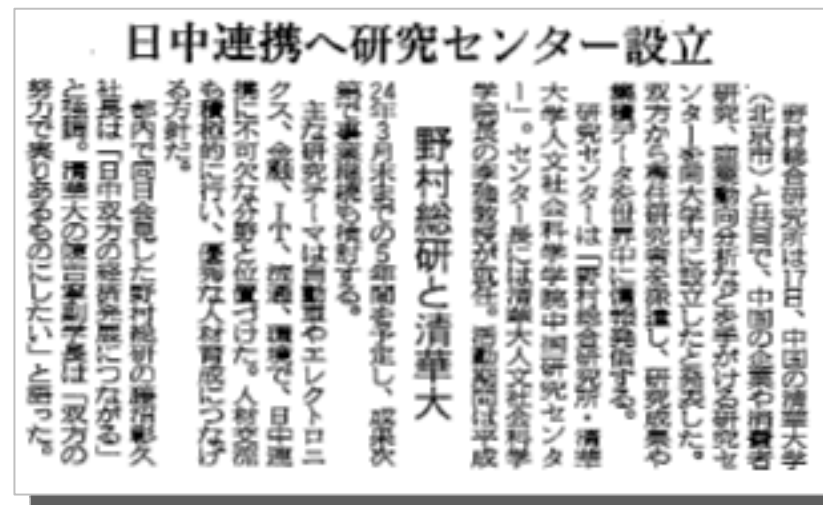 日中連携へ研究センター設立
野村総研と清華大
野村総合研究所は17日、中国の清華大学
(北京市)と共同で、中国の企業や消費者
研究、産業動向分析などを手がける研究セ
ンターを同大学内に設立したと発表した。
双方から専任研究者を派遣し、研究成果や
集積データを世界中に情報発信する。
研究センターは「野村総合研究所・清華
大学人文社会科学学院中国研究センタ
ー」。センター長には清華大人文社会科学
学院長の李強教授が就任。活動期間は平成
24年3月末までの5年間を予定し、成果次
第で事業継続も検討する。
主な研究テーマは自動車やエレクトロニ
クス、金融、IT、流通、環境で、日中連
携に不可欠な分野と位置づけた。人材交流
も積極的に行い、優秀な人材育成につなげ
る方針だ。
都内で同日会見した野村総研の藤沼彰久
社長は「日中双方の経済発展につながる」
と強調。清華大の陳吉寧副学長は「双方の
努力で実りあるものにしたい」と語った。